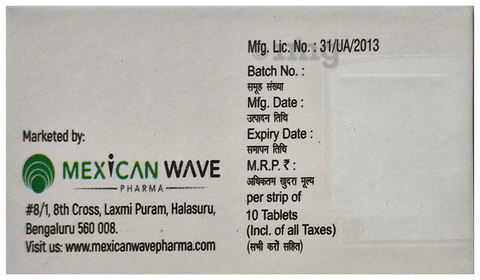 Marketed by:
MEXICAN WAVE
PHARMA
#8/1, 8th Cross, Laxmi Puram, Halasuru,
Bengaluru 560 008.
Visit us: www.mexicanwavepharma.com
Mfg. Lic. No. : 31/UA/2013
Batch No. :
समूह संख्या
Mfg. Date :
उत्पादन तिथि
Expiry Date :
समापन तिथि
M.R.P. ₹ :
अधिकतम खुदरा मूल्य
per strip of
10 Tablets
(Incl. of all Taxes)
(सभी करों सहित)